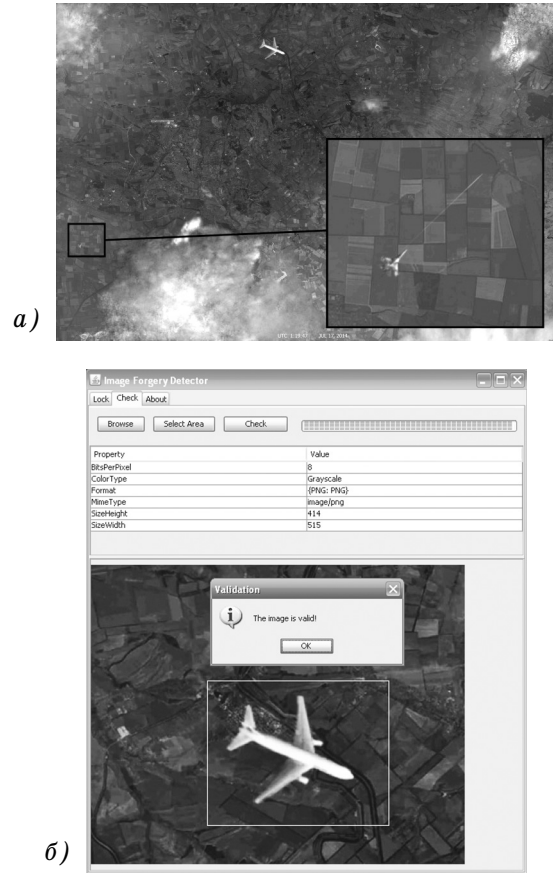 UTC: 1:19:47 JUL 17, 2014
а)
Image Forgery Detector
Lock Check About
Browse Select Area Check
Property Value
BitsPerPixel 8
ColorType Grayscale
Format {PNG: PNG}
MimeType image/png
SizeHeight 414
SizeWidth 515
Validation
The image is valid!
OK
б)